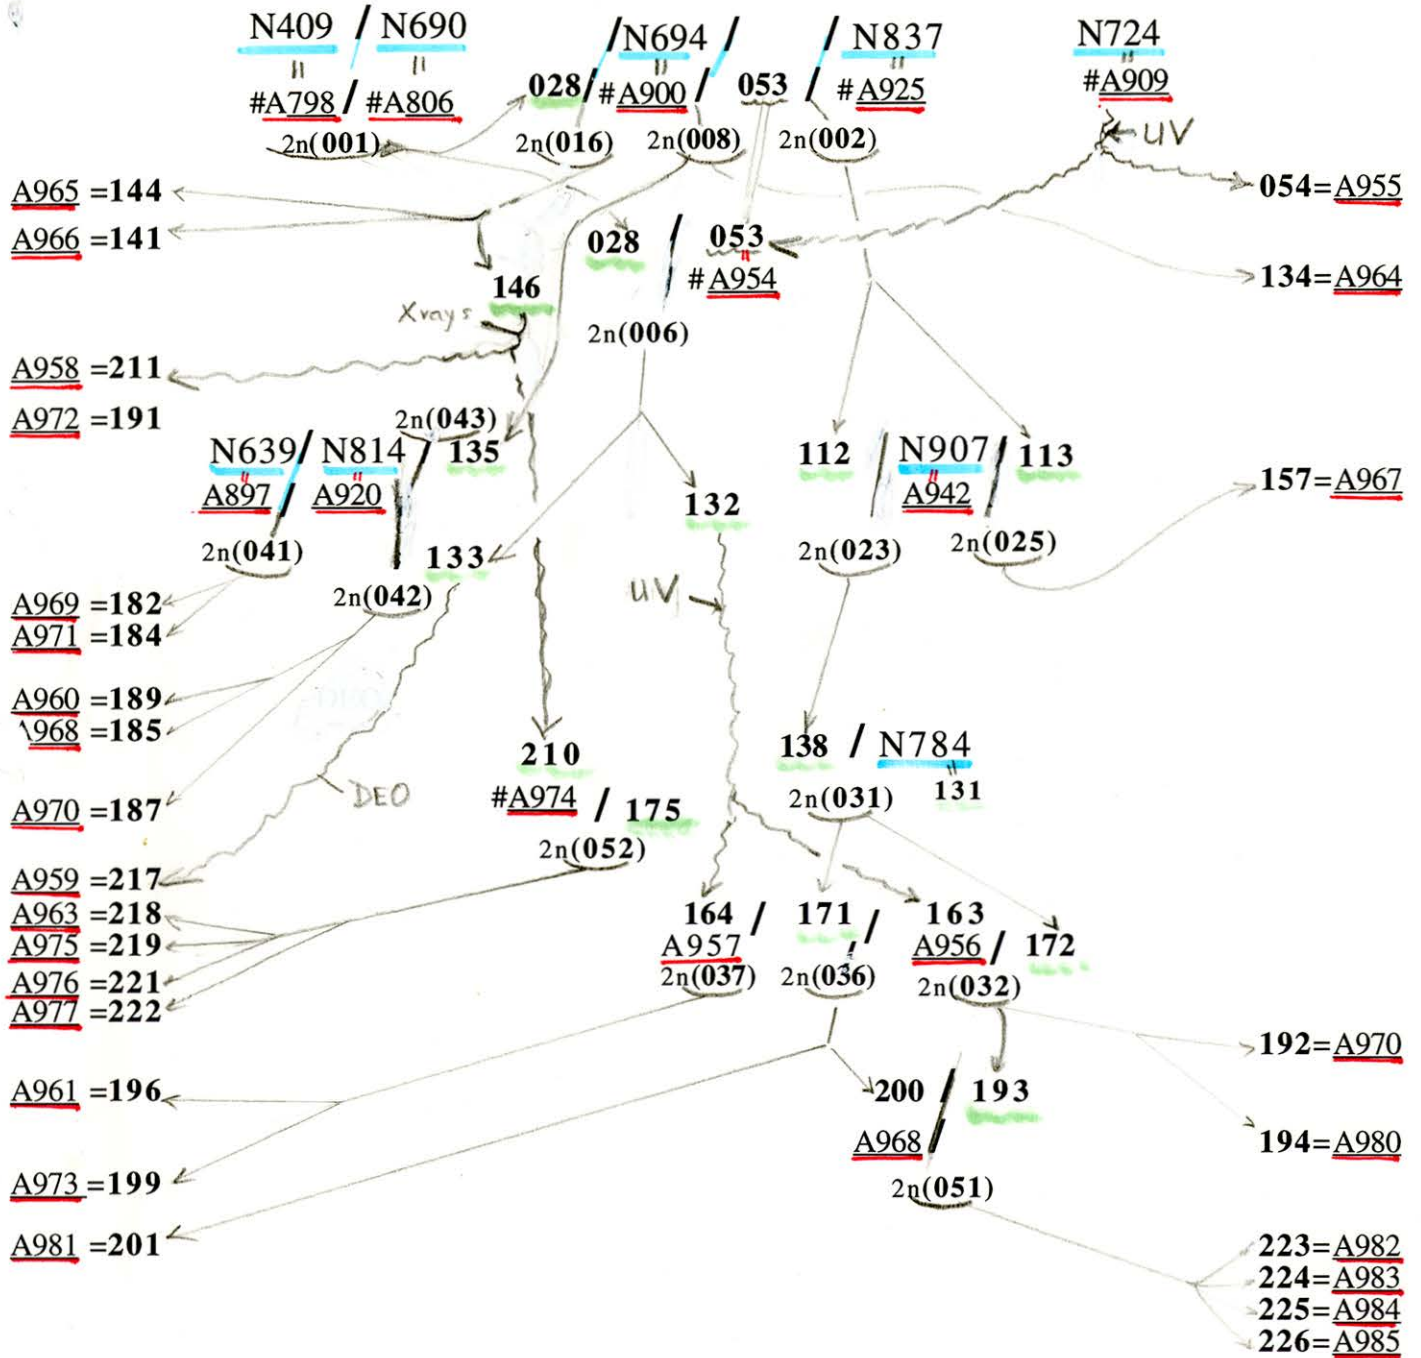 N409 / N690 / N694 / / N837 N724
028 / 053 /
#A798 / #A806 #A900 #A925 #A909
2n(001) 2n(016) 2n(008) 2n(002) UV
A965 =144 054=A955
A966 =141 028 / 053
#A954 134=A964
146
Xrays 2n(006)
A958 =211
A972 =191 2n(043)
N639 / N814 / 135 112 / N907 / 113
A897 A920 A942 157=A967
132
2n(041) 133 2n(023) 2n(025)
2n(042) UV
A969 =182
A971 =184
A960 =189
A968 =185
210 138 / N784
DEO #A974 / 175 2n(031) 131
A970 =187
2n(052)
A959 =217
A963 =218 164 / 171 / 163 172
A975 =219 A957 A956 /
A976 =221 2n(037) 2n(036) 2n(032)
A977 =222
192=A970
A961 =196 200 / 193
A968 194=A980
A973 =199 2n(051)
A981 =201 223=A982
224=A983
225=A984
226=A985